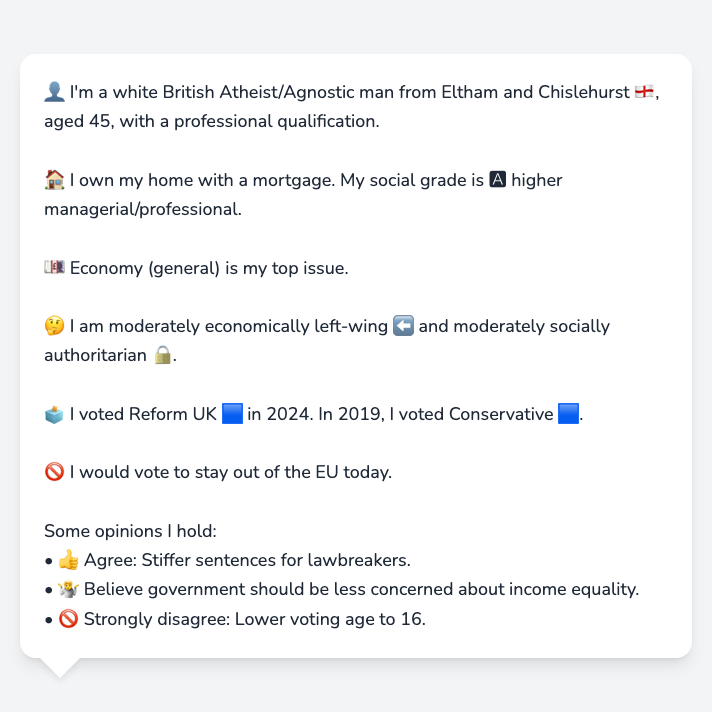 👤 I'm a white British Atheist/Agnostic man from Eltham and Chislehurst 🏴󠁧󠁢󠁥󠁮󠁧󠁿,
aged 45, with a professional qualification.
🏠 I own my home with a mortgage. My social grade is 🅰 higher
managerial/professional.
💷 Economy (general) is my top issue.
🤔 I am moderately economically left-wing ⬅️ and moderately socially
authoritarian 🔒.
🗳️ I voted Reform UK 🟦 in 2024. In 2019, I voted Conservative 🟦.
🚫 I would vote to stay out of the EU today.
Some opinions I hold:
• 👍 Agree: Stiffer sentences for lawbreakers.
• 🤷 Believe government should be less concerned about income equality.
• 🚫 Strongly disagree: Lower voting age to 16.